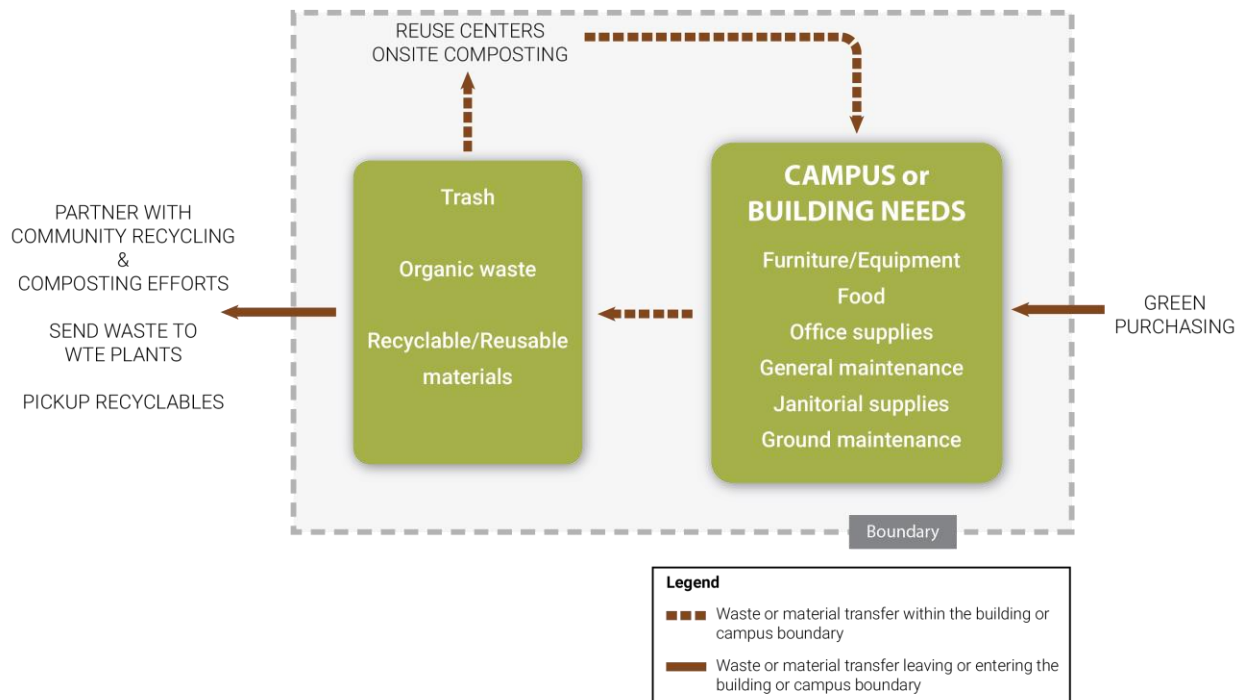 REUSE CENTERS
ONSITE COMPOSTING
PARTNER WITH
COMMUNITY RECYCLING
&
COMPOSTING EFFORTS
SEND WASTE TO
WTE PLANTS
PICKUP RECYCLABLES
Trash
Organic waste
Recyclable/Reusable
materials
CAMPUS or
BUILDING NEEDS
Furniture/Equipment
Food
Office supplies
General maintenance
Janitorial supplies
Ground maintenance
GREEN
PURCHASING
Boundary
Legend
Waste or material transfer within the building or
campus boundary
Waste or material transfer leaving or entering the
building or campus boundary